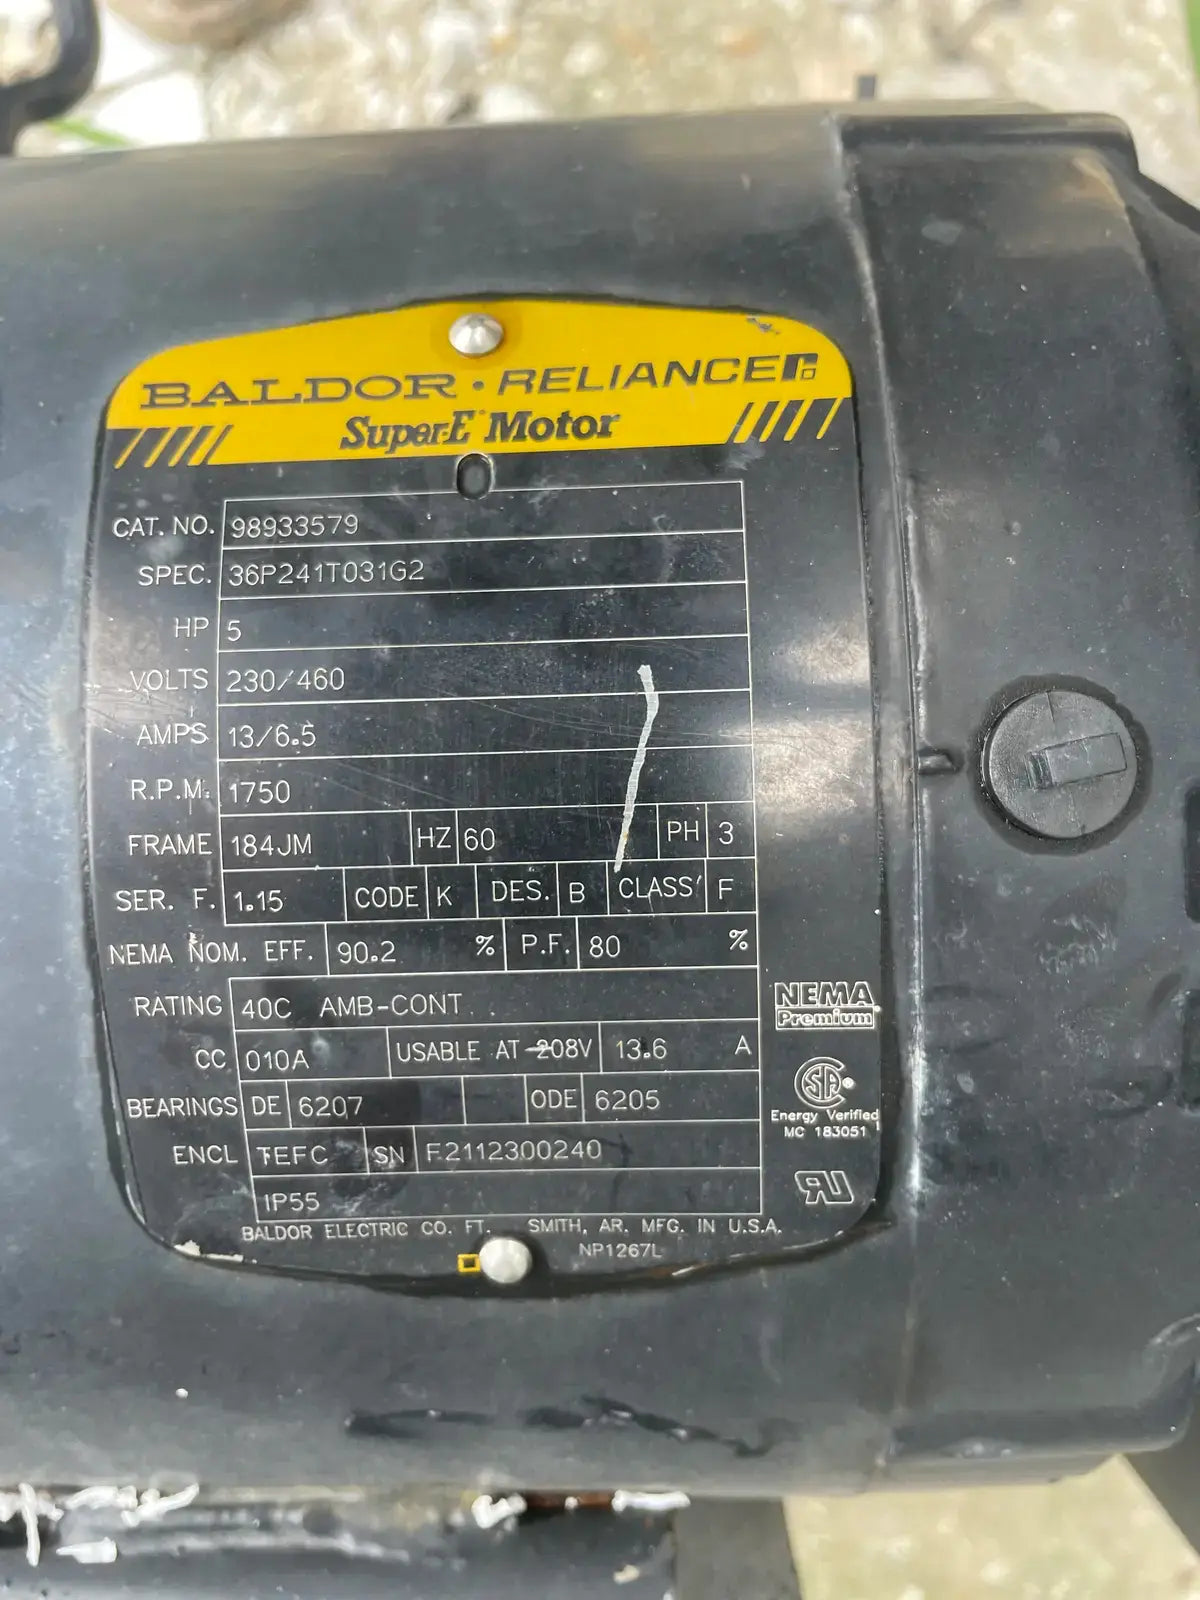 BALDOR · RELIANCE
Super-E Motor
CAT. NO. 98933579
SPEC. 36P241T031G2
HP 5
VOLTS 230/460
AMPS 13/6.5
R.P.M. 1750
FRAME 184JM HZ 60 PH 3
SER. F. 1.15 CODE K DES. B CLASS F
NEMA NOM. EFF. 90.2 % P.F. 80 %
RATING 40C AMB-CONT
NEMA
Premium
CC 010A USABLE AT 208V 13.6 A
BEARINGS DE 6207 ODE 6205
Energy Verified
MC 183051
ENCL TEFC SN F2112300240
IP55
BALDOR ELECTRIC CO. FT. SMITH, AR. MFG. IN U.S.A.
NP1267L